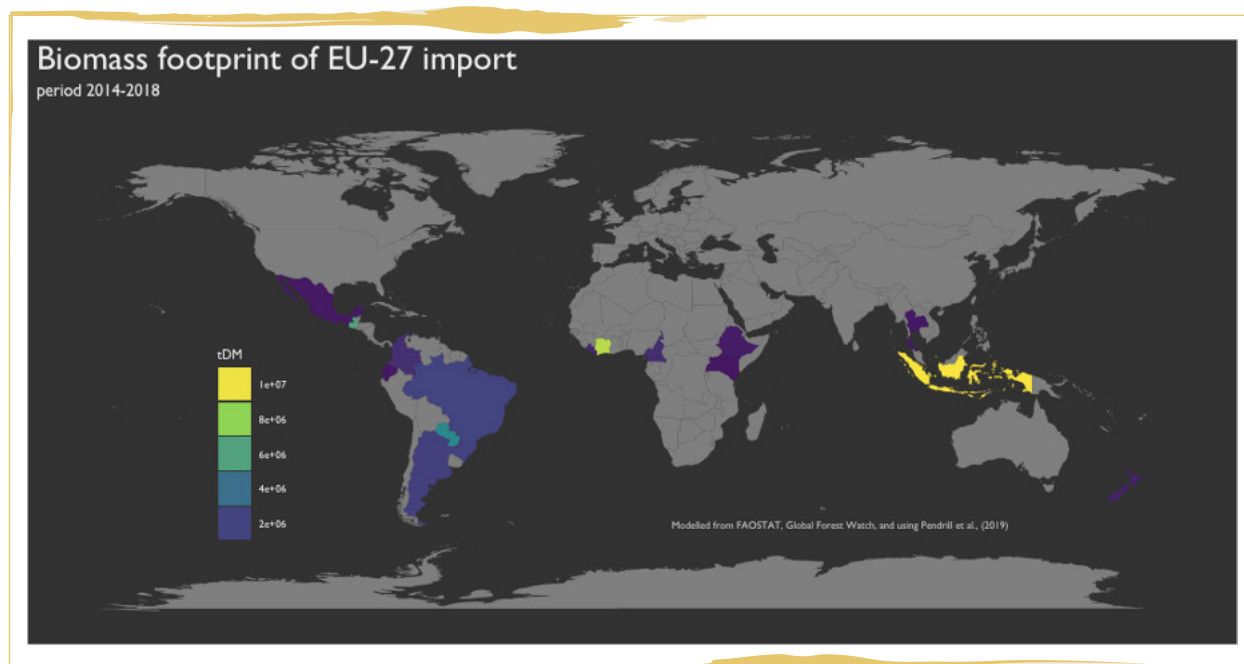 Biomass footprint of EU-27 import
period 2014-2018
tDM
1e+07
8e+06
6e+06
4e+06
2e+06
Modelled from FAOSTAT, Global Forest Watch, and using Pendrill et al., (2019)